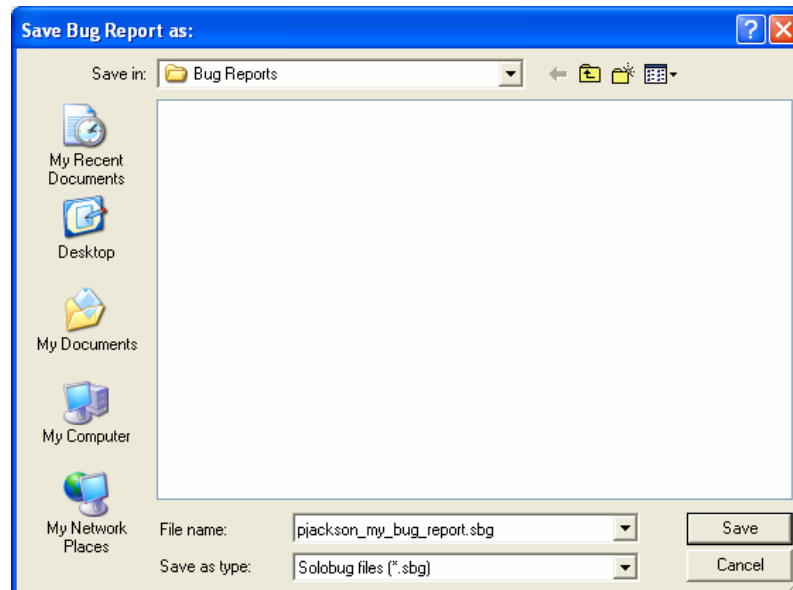 Save Bug Report as:
Save in:
Bug Reports
My Recent
Documents
Desktop
My Documents
My Computer
My Network
Places
File name:
pjackson_my_bug_report.sbg
Save
Save as type:
Solobug files (*.sbg)
Cancel